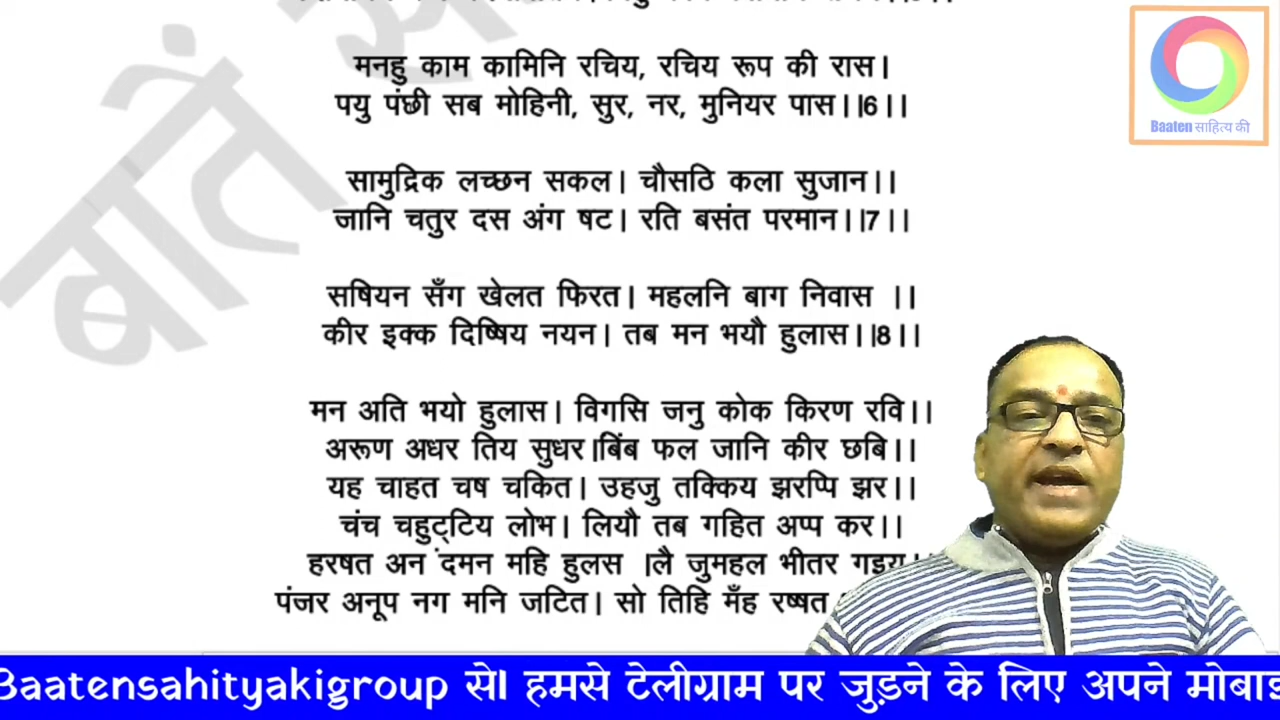 मनहु काम कामिनि रचिय, रचिय रूप की रास।
पयु पंछी सब मोहिनी, सुर, नर, मुनियर पास।।6।।
सामुद्रिक लच्छन सकल। चौसठि कला सुजान।।
जानि चतुर दस अंग षट। रति बसंत परमान।।7।।
सषियन सँग खेलत फिरत। महलनि बाग निवास ।।
कीर इक्क दिष्षिय नयन। तब मन भयौ हुलास।।8।।
मन अति भयो हुलास। विगसि जनु कोक किरण रवि।।
अरूण अधर तिय सुधर।बिंब फल जानि कीर छबि।।
यह चाहत चष चकित। उहजु तक्किय झरप्पि झर।।
चंच चहुट्टिय लोभ। लियौ तब गहित अप्प कर।।
हरषत अनं दमन महि हुलस ।लै जुमहल भीतर गइय।।
पंजर अनूप नग मनि जटित। सो तिहि मँह रष्षत
बातें
Baaten साहित्य की
Baatensahityakigroup से। हमसे टेलीग्राम पर जुड़ने के लिए अपने